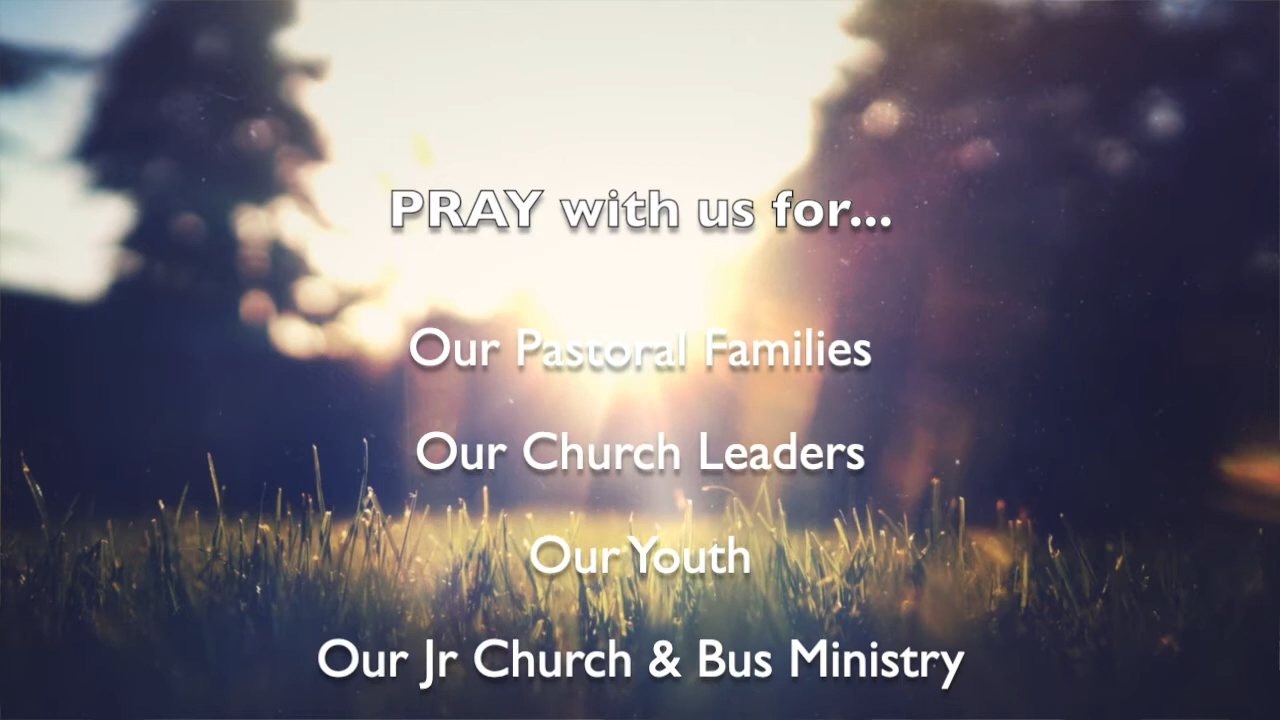 PRAY with us for...
Our Pastoral Families
Our Church Leaders
Our Youth
Our Jr Church & Bus Ministry